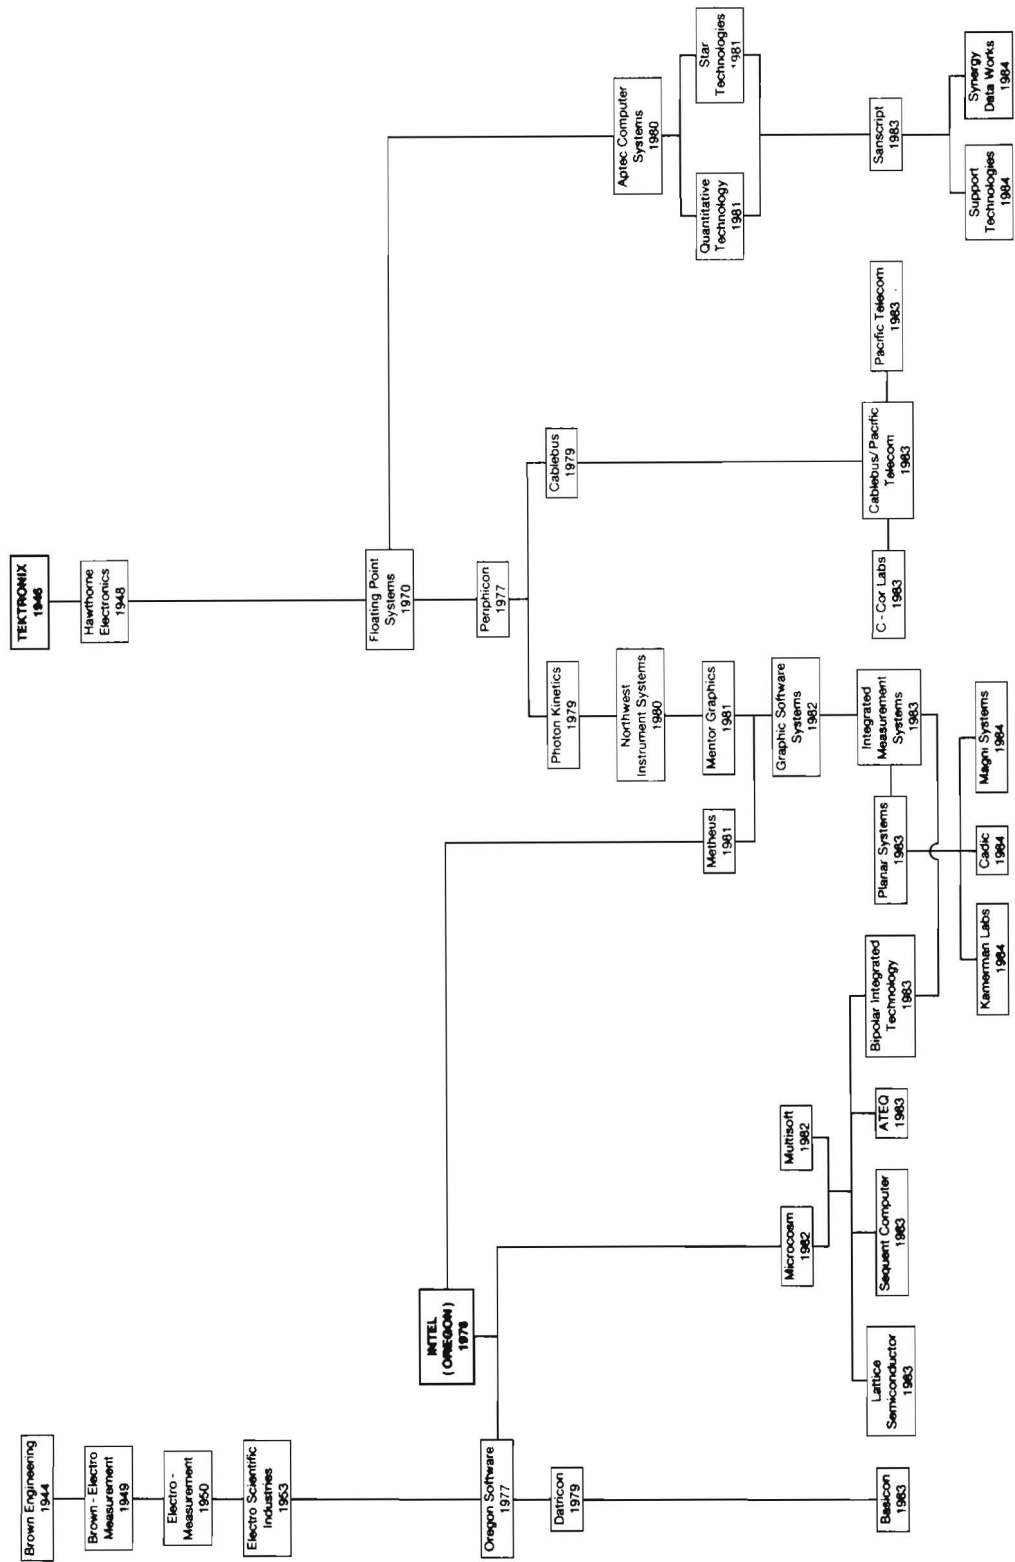 TEKTRONIX
1946
Hawthorne
Electronics
1948
Floating Point
Systems
1970
Periphicon
1977
Brown Engineering
1944
Brown - Electro
Measurement
1949
Electro -
Measurement
1950
Electro Scientific
Industries
1953
INTEL
( OREGON )
1976
Oregon Software
1977
Datricon
1979
Basicon
1983
Photon Kinetics
1979
Cablebus
1979
Northwest
Instrument Systems
1980
Aptec Computer
Systems
1980
Metheus
1981
Mentor Graphics
1981
Quantitative
Technology
1981
Star
Technologies
1981
Microcosm
1982
Multisoft
1982
Graphic Software
Systems
1982
Lattice
Semiconductor
1983
Sequent Computer
1983
ATEQ
1983
Bipolar Integrated
Technology
1983
Planar Systems
1983
Integrated
Measurement
Systems
1983
C - Cor Labs
1983
Cablebus/ Pacific
Telecom
1983
Pacific Telecom
1983
Sanscript
1983
Kamerman Labs
1984
Cadic
1984
Magni Systems
1984
Support
Technologies
1984
Synergy
Data Works
1984